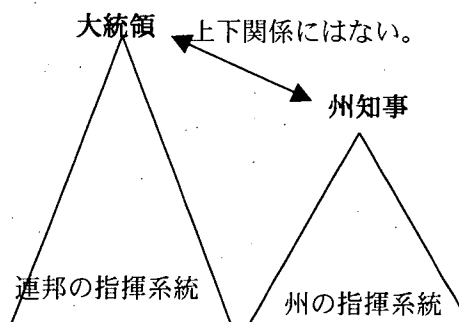 大統領
上下関係にはない。
州知事
連邦の指揮系統
州の指揮系統